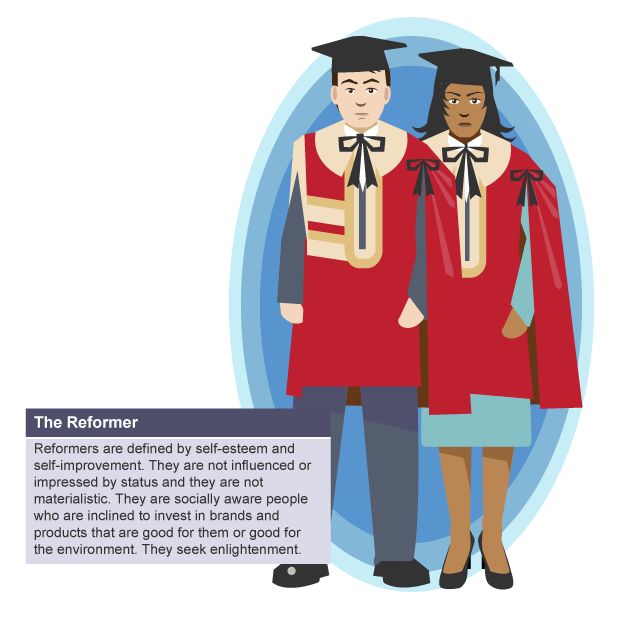 The Reformer
Reformers are defined by self-esteem and
self-improvement. They are not influenced or
impressed by status and they are not
materialistic. They are socially aware people
who are inclined to invest in brands and
products that are good for them or good for
the environment. They seek enlightenment.